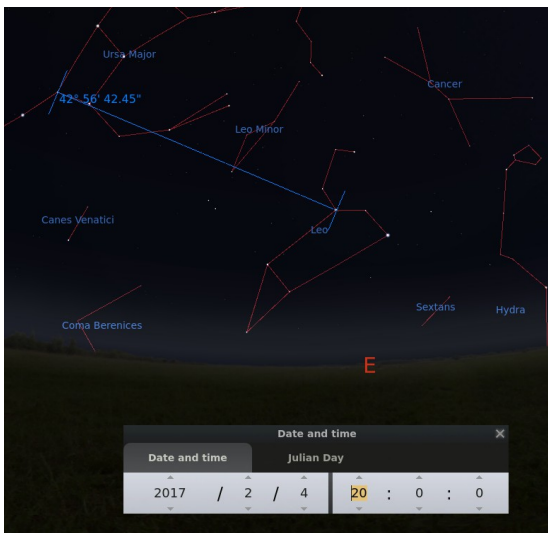 Ursa Major
Cancer
42° 56' 42.45"
Leo Minor
Canes Venatici
Leo
Coma Berenices
Sextans
Hydra
E
Date and time
Date and time Julian Day
2017 / 2 / 4 20 : 0 : 0